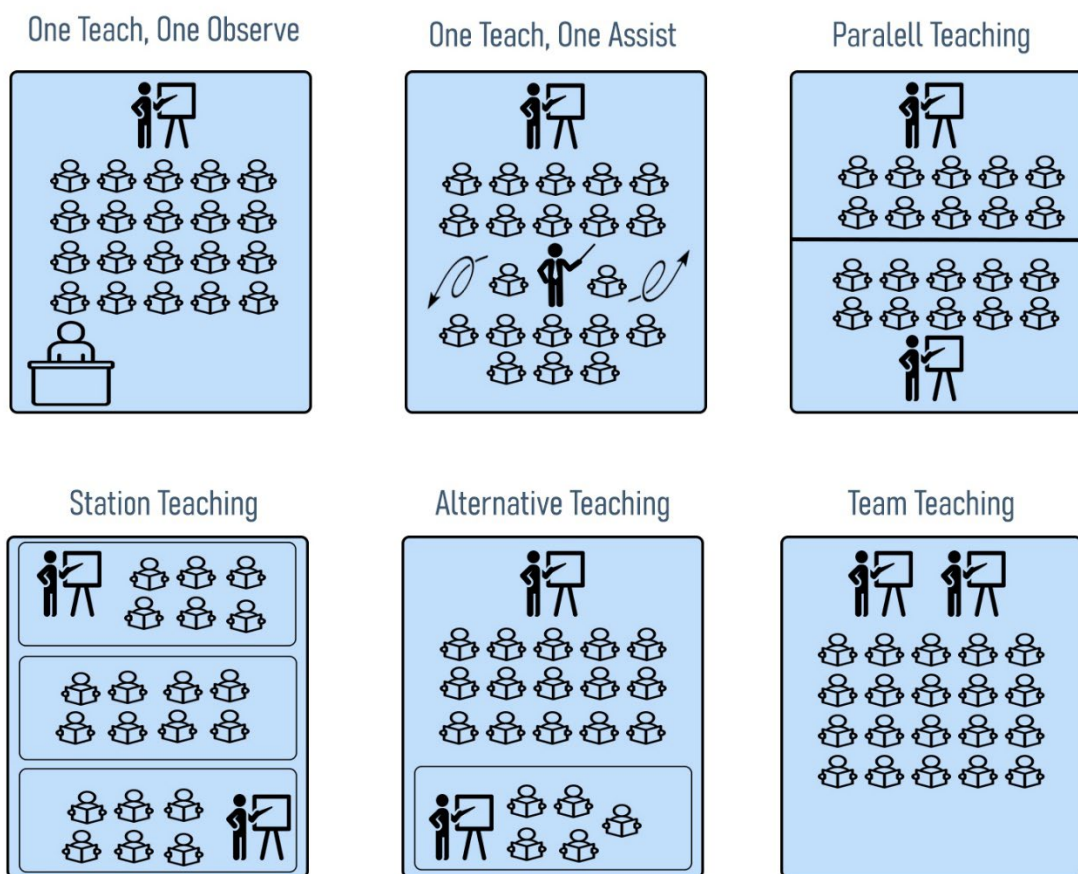 One Teach, One Observe
One Teach, One Assist
Paralell Teaching
Station Teaching
Alternative Teaching
Team Teaching